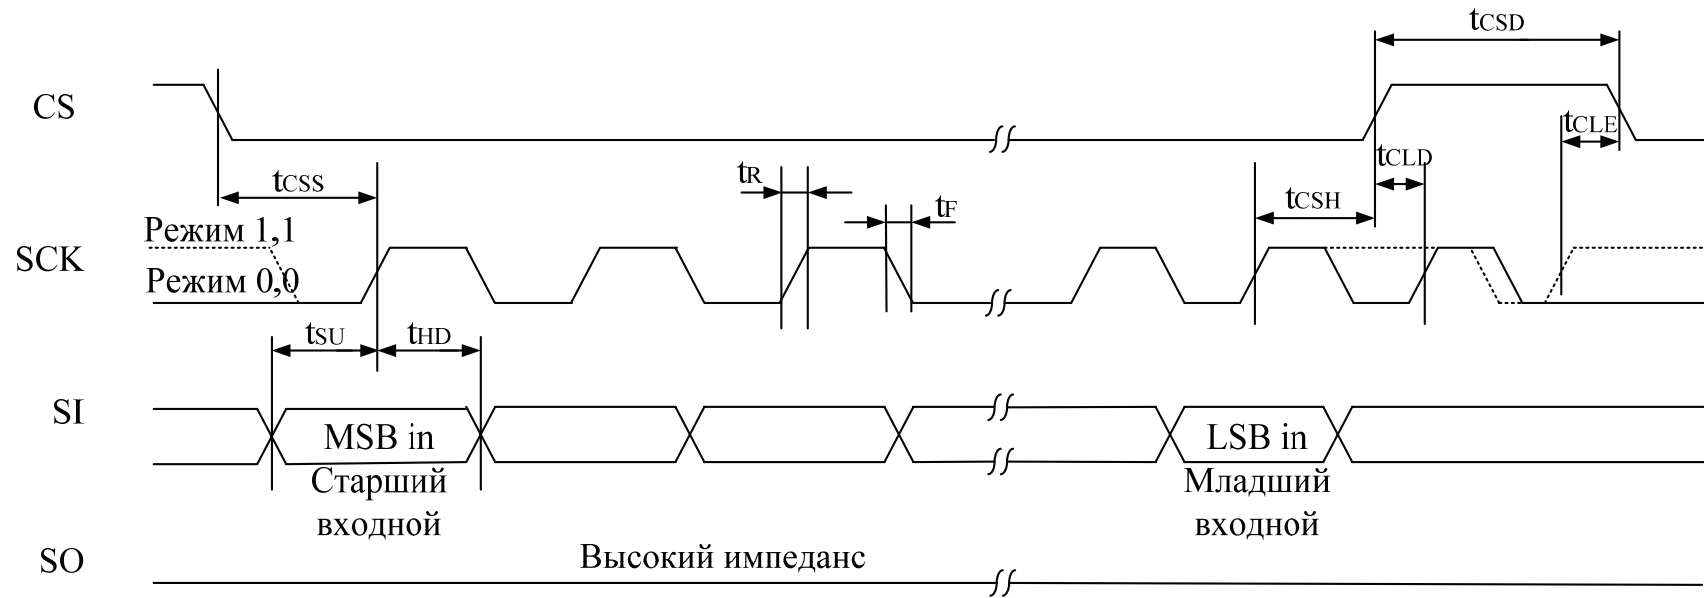 tCSD
CS
tCLE
tCLD
tR
tCSS
tCSH
tF
Режим 1,1
SCK
Режим 0,0
tSU
tHD
SI
MSB in
LSB in
Старший
входной
Младший
входной
SO
Высокий импеданс